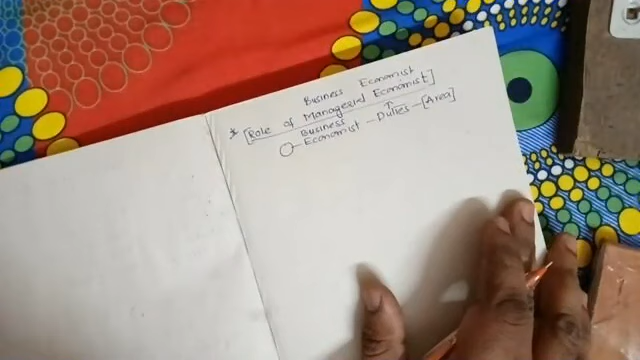 Business Economist
* [Role of Managerial Economist]
Business
Economist - Duties - [Area]